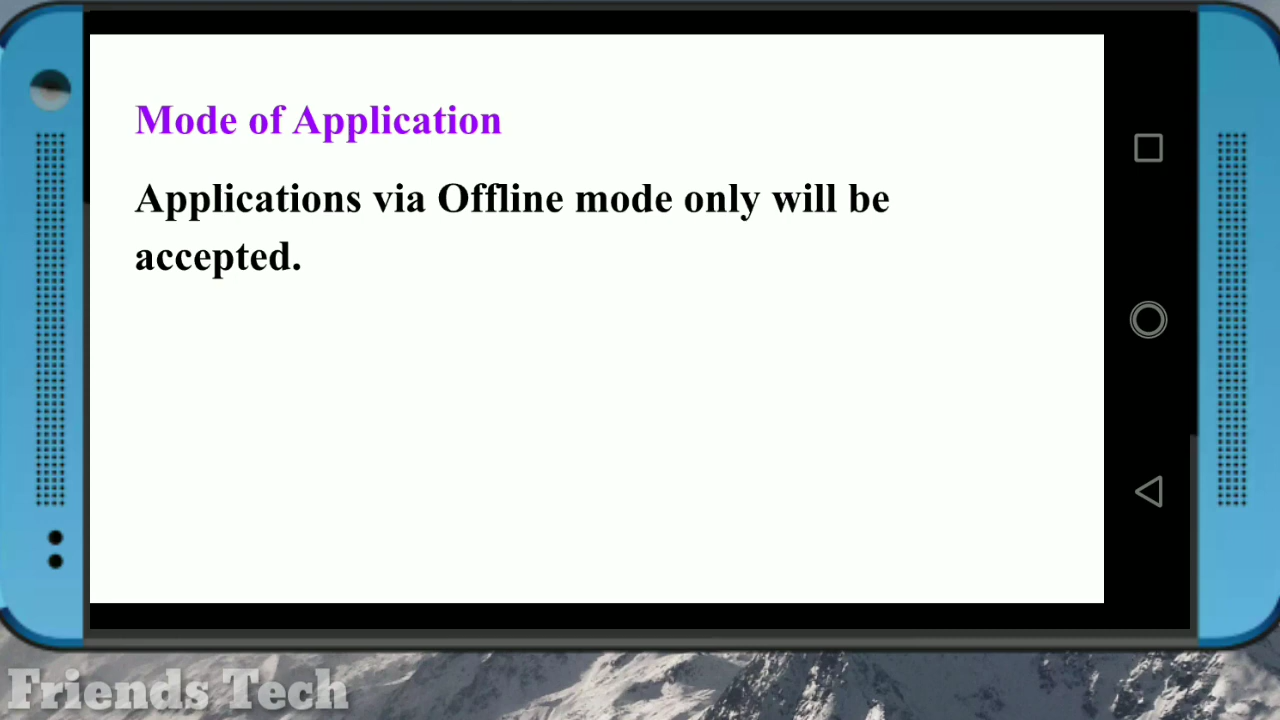 Mode of Application
Applications via Offline mode only will be
accepted.
Friends Tech